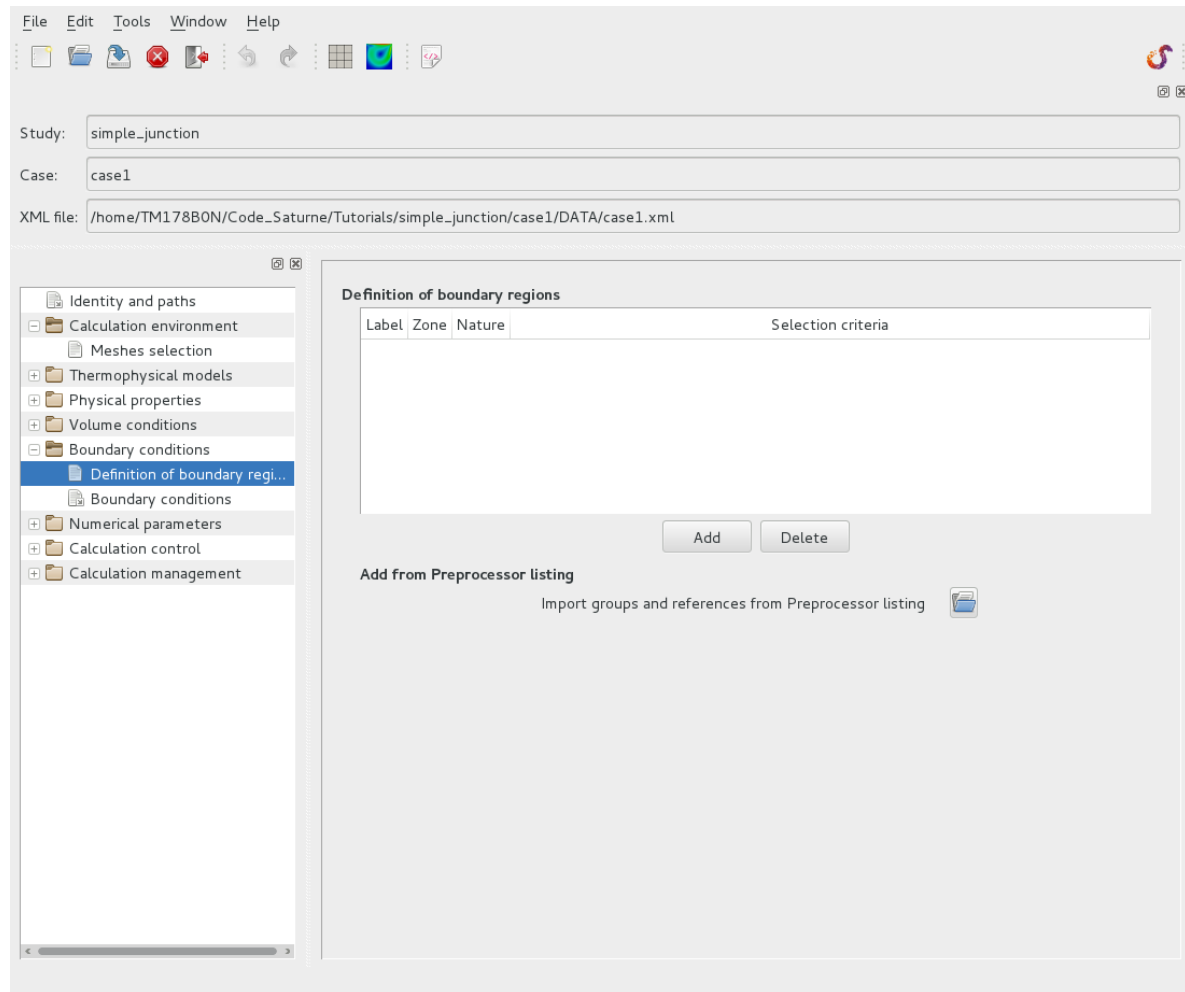 File Edit Tools Window Help
Study: simple_junction
Case: case1
XML file: /home/TM178B0N/Code_Saturne/Tutorials/simple_junction/case1/DATA/case1.xml
Identity and paths
Calculation environment
Meshes selection
Thermophysical models
Physical properties
Volume conditions
Boundary conditions
Definition of boundary regi...
Boundary conditions
Numerical parameters
Calculation control
Calculation management
Definition of boundary regions
Label Zone Nature Selection criteria
Add Delete
Add from Preprocessor listing
Import groups and references from Preprocessor listing